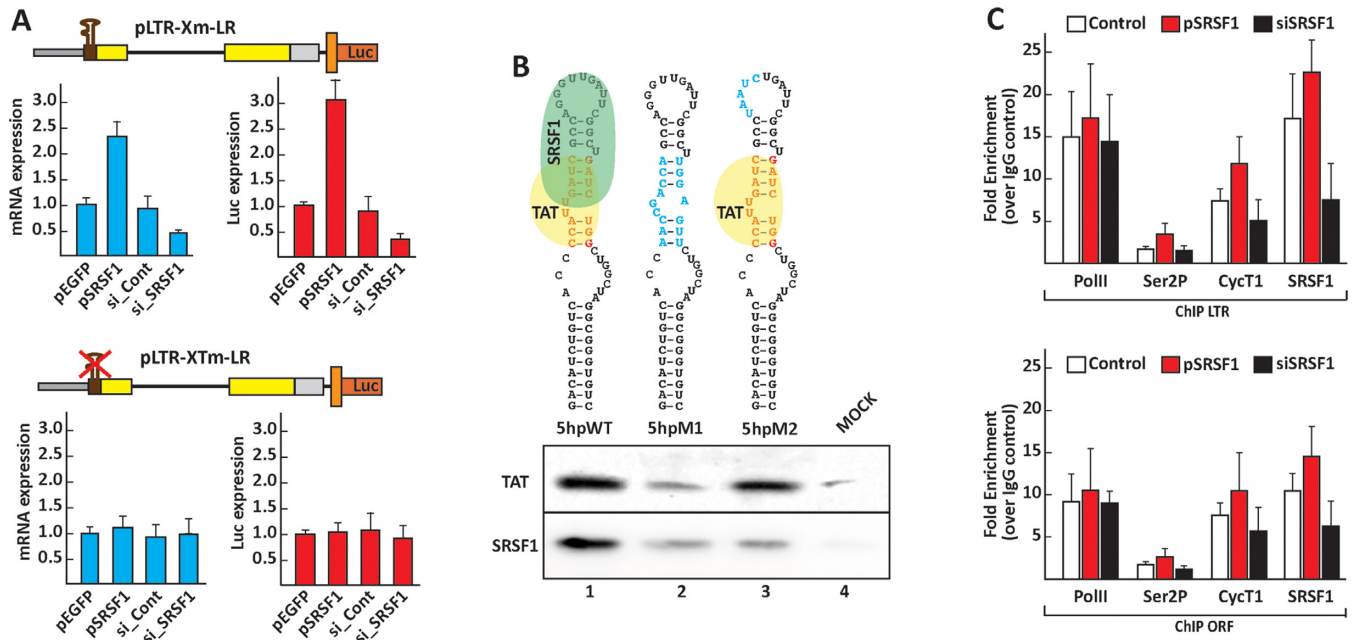 A
pLTR-Xm-LR
Luc
mRNA expression
3.0
2.5
2.0
1.5
1.0
0.5
pEGFP
pSRSF1
si_Cont
si_SRSF1
Luc expression
3.0
2.5
2.0
1.5
1.0
0.5
pEGFP
pSRSF1
si_Cont
si_SRSF1
pLTR-XTm-LR
Luc
mRNA expression
3.0
2.5
2.0
1.5
1.0
0.5
pEGFP
pSRSF1
si_Cont
si_SRSF1
Luc expression
3.0
2.5
2.0
1.5
1.0
0.5
pEGFP
pSRSF1
si_Cont
si_SRSF1
B
SRSF1
TAT
TAT
5hpWT
5hpM1
5hpM2
MOCK
TAT
SRSF1
1
2
3
4
C
Control
pSRSF1
siSRSF1
Fold Enrichment
(over IgG control)
25
20
15
10
5
PolII
Ser2P
CycT1
SRSF1
ChIP LTR
Control
pSRSF1
siSRSF1
Fold Enrichment
(over IgG control)
25
20
15
10
5
PolII
Ser2P
CycT1
SRSF1
ChIP ORF